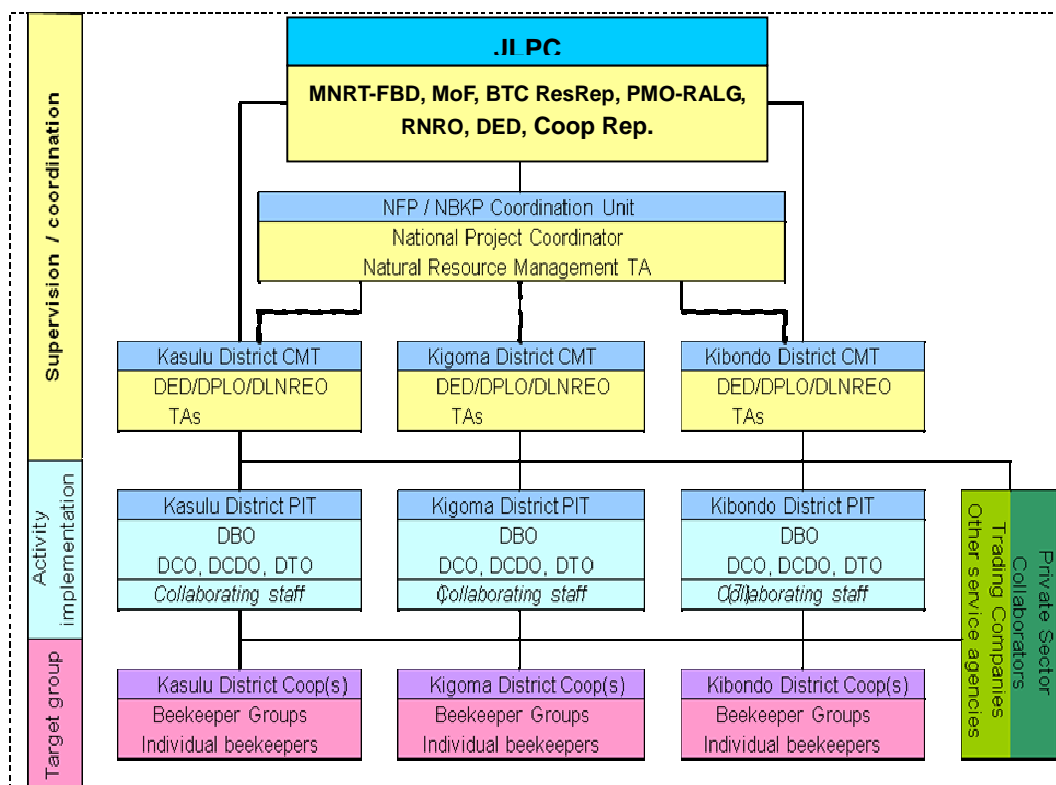 JLPC
MNRT-FBD, MoF, BTC ResRep, PMO-RALG,
RNRO, DED, Coop Rep.
NFP / NBKP Coordination Unit
National Project Coordinator
Natural Resource Management TA
Supervision / coordination
Kasulu District CMT
DED/DPLO/DLNREO
TAs
Kigoma District CMT
DED/DPLO/DLNREO
TAs
Kibondo District CMT
DED/DPLO/DLNREO
TAs
Activity
implementation
Kasulu District PIT
DBO
DCO, DCDO, DTO
Collaborating staff
Kigoma District PIT
DBO
DCO, DCDO, DTO
Collaborating staff
Kibondo District PIT
DBO
DCO, DCDO, DTO
Collaborating staff
Private Sector
Collaborators
Trading Companies
Other service agencies
Target group
Kasulu District Coop(s)
Beekeeper Groups
Individual beekeepers
Kigoma District Coop(s)
Beekeeper Groups
Individual beekeepers
Kibondo District Coop(s)
Beekeeper Groups
Individual beekeepers